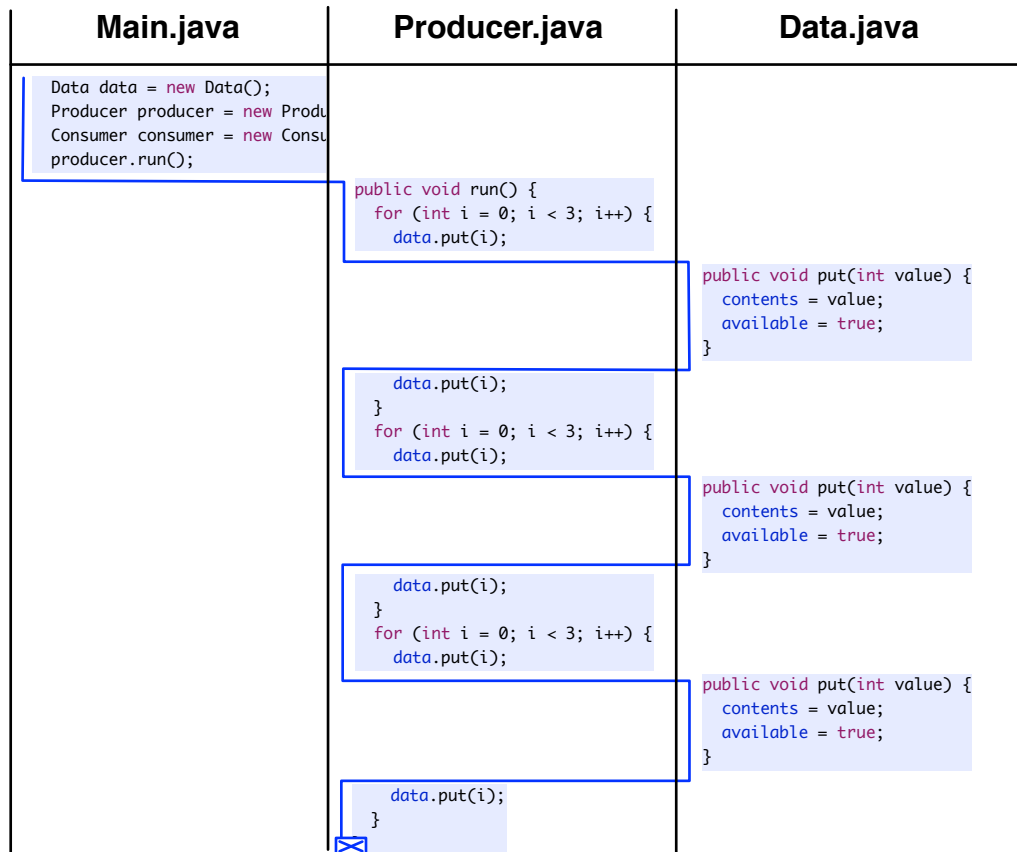 Main.java
Producer.java
Data.java
Data data = new Data();
Producer producer = new Produ
Consumer consumer = new Consu
producer.run();
public void run() {
for (int i = 0; i < 3; i++) {
data.put(i);
public void put(int value) {
contents = value;
available = true;
}
data.put(i);
}
for (int i = 0; i < 3; i++) {
data.put(i);
public void put(int value) {
contents = value;
available = true;
}
data.put(i);
}
for (int i = 0; i < 3; i++) {
data.put(i);
public void put(int value) {
contents = value;
available = true;
}
data.put(i);
}